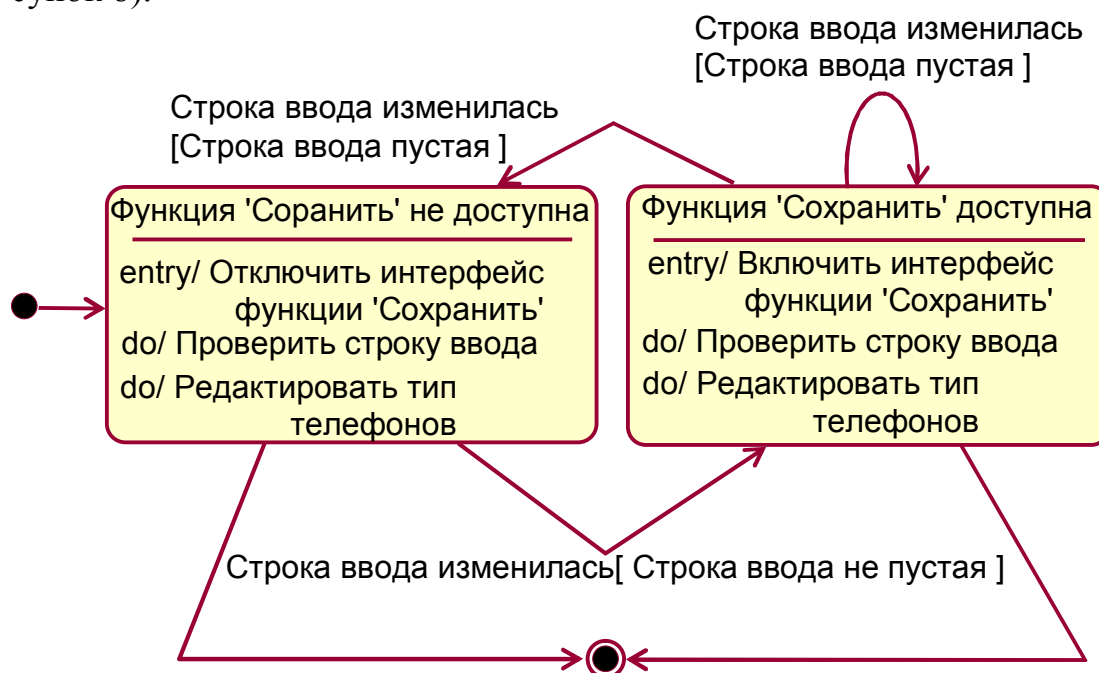 сунок 8).
Строка ввода изменилась
[Строка ввода пустая ]
Строка ввода изменилась
[Строка ввода пустая ]
Функция 'Соранить' не доступна
entry/ Отключить интерфейс
функции 'Сохранить'
do/ Проверить строку ввода
do/ Редактировать тип
телефонов
Функция 'Сохранить' доступна
entry/ Включить интерфейс
функции 'Сохранить'
do/ Проверить строку ввода
do/ Редактировать тип
телефонов
Строка ввода изменилась[ Строка ввода не пустая ]